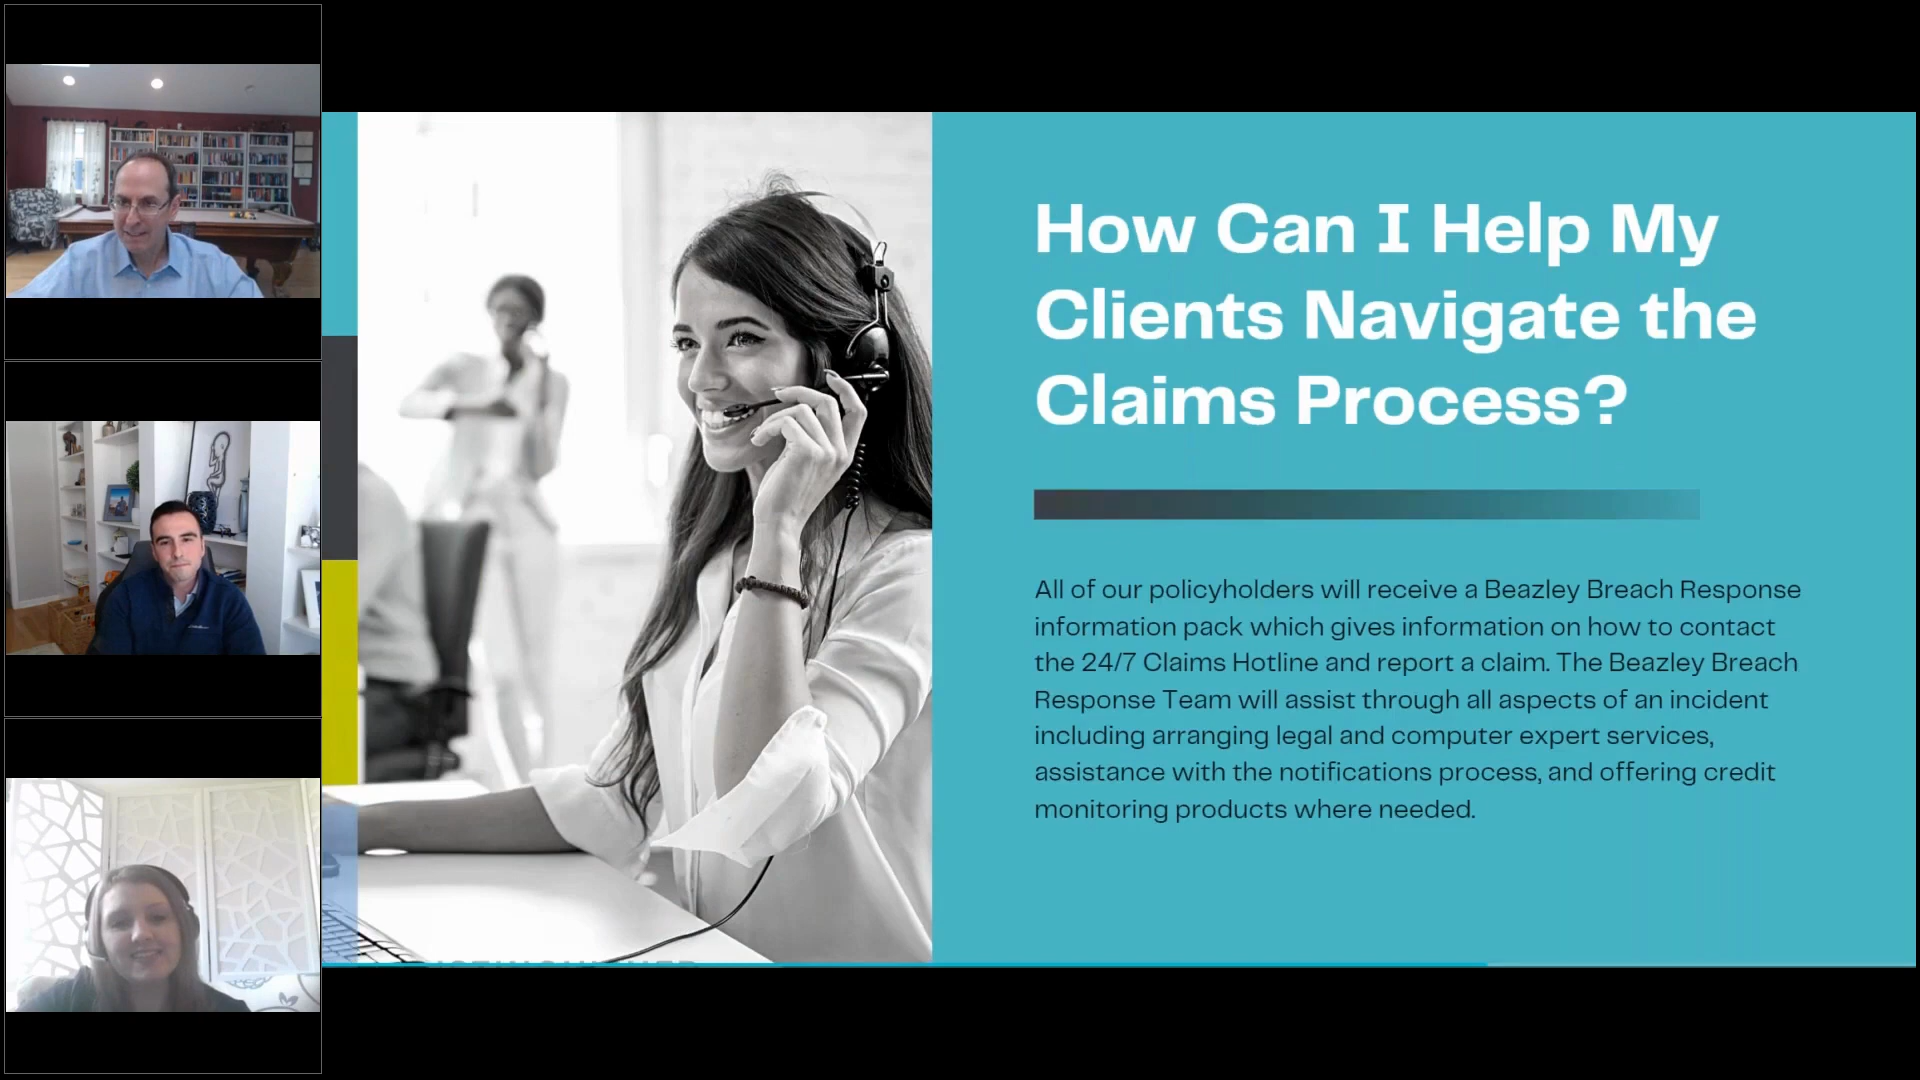 How Can I Help My
Clients Navigate the
Claims Process?
All of our policyholders will receive a Beazley Breach Response
information pack which gives information on how to contact
the 24/7 Claims Hotline and report a claim. The Beazley Breach
Response Team will assist through all aspects of an incident
including arranging legal and computer expert services,
assistance with the notifications process, and offering credit
monitoring products where needed.